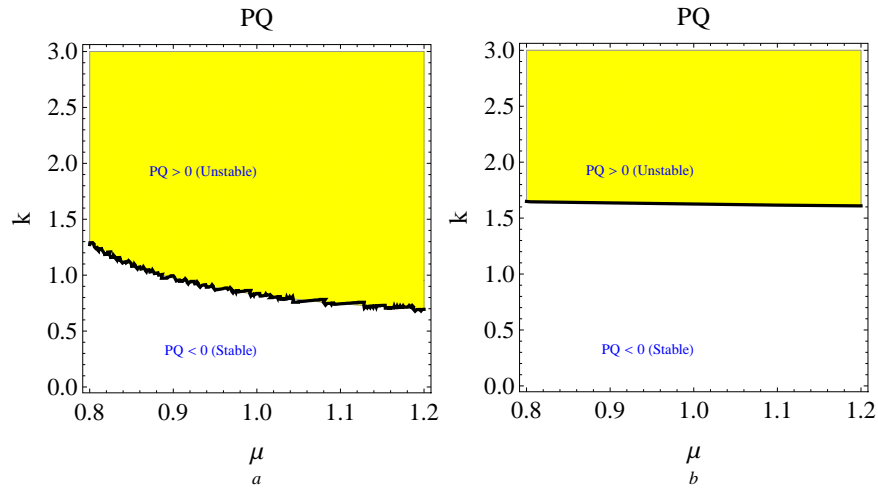 PQ
3.0
2.5
2.0
1.5
1.0
0.5
0.0
k
PQ > 0 (Unstable)
PQ < 0 (Stable)
0.8 0.9 1.0 1.1 1.2
μ
a
PQ
3.0
2.5
2.0
1.5
1.0
0.5
0.0
k
PQ > 0 (Unstable)
PQ < 0 (Stable)
0.8 0.9 1.0 1.1 1.2
μ
b